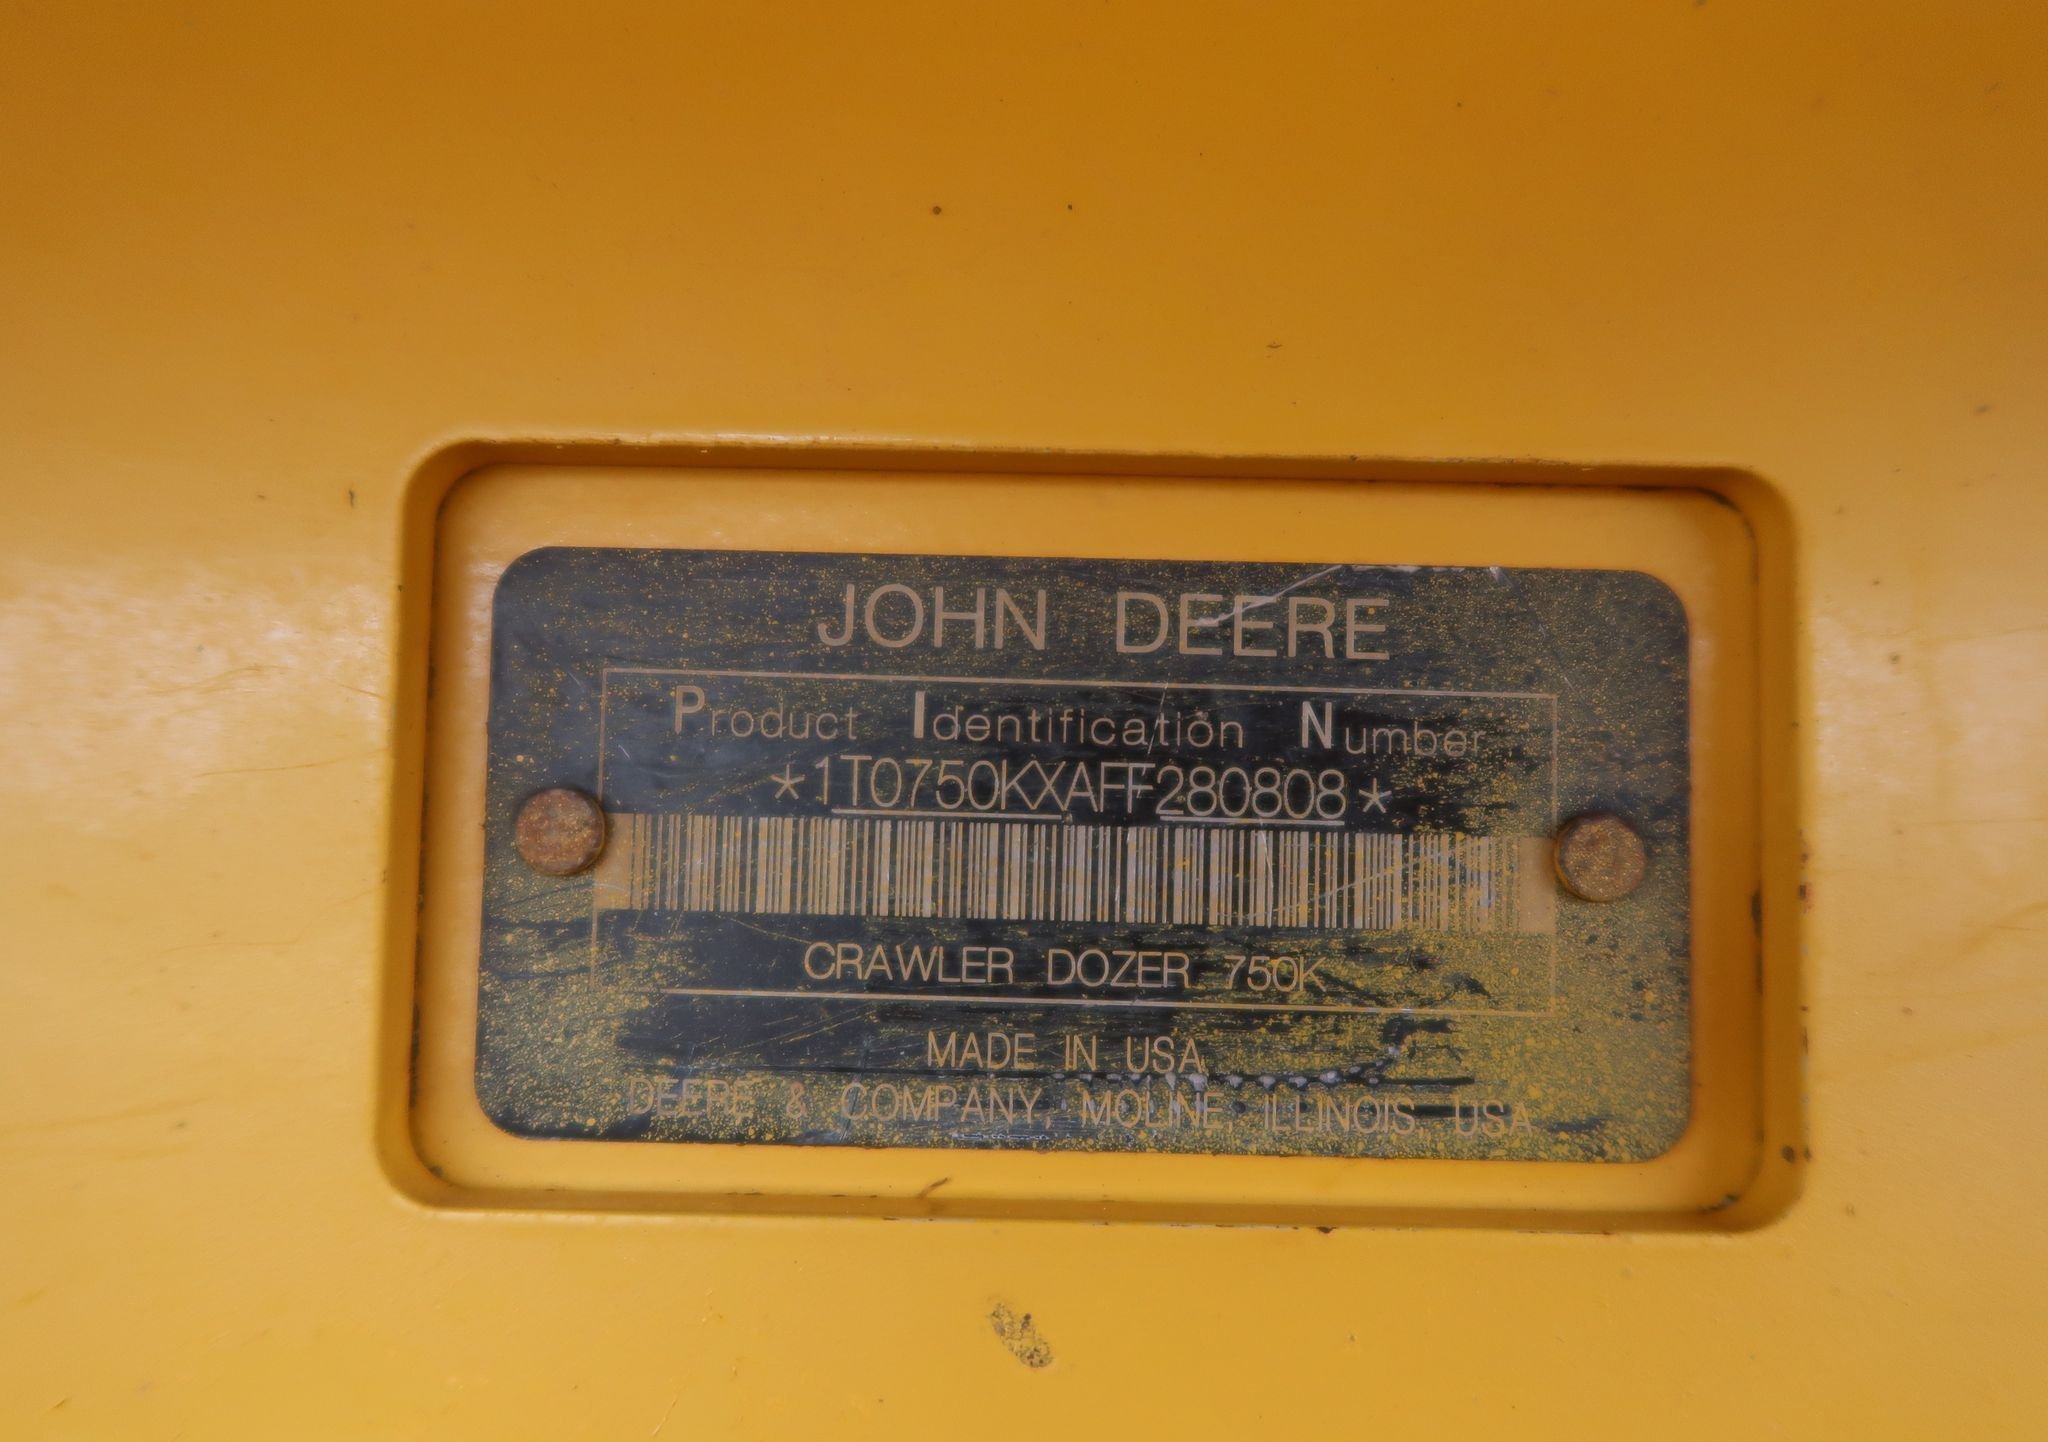 JOHN DEERE
Product Identification Number
*1T0750KXAFF280808*
CRAWLER DOZER 750K
MADE IN USA
DEERE & COMPANY, MOLINE, ILLINOIS USA